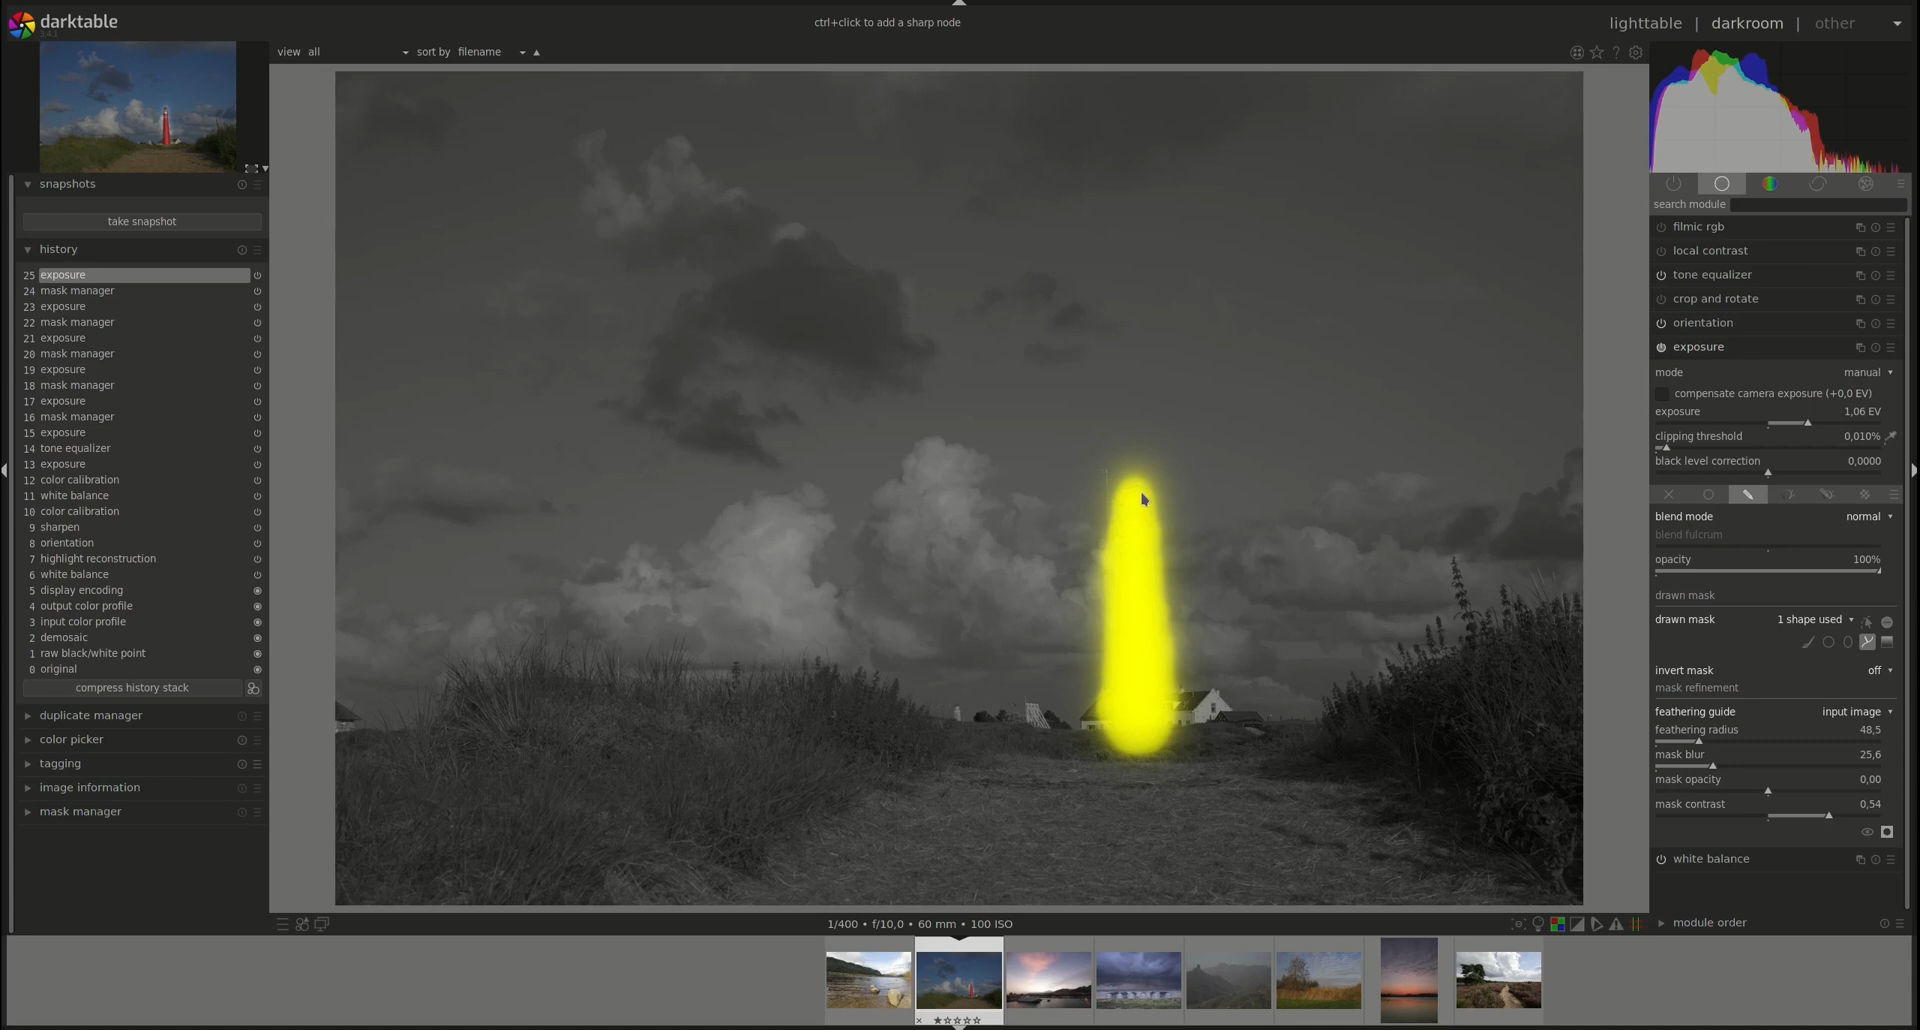 darktable
3.4.1
ctrl+click to add a sharp node
lighttable | darkroom | other
view all
sort by filename
snapshots
take snapshot
history
25 exposure
24 mask manager
23 exposure
22 mask manager
21 exposure
20 mask manager
19 exposure
18 mask manager
17 exposure
16 mask manager
15 exposure
14 tone equalizer
13 exposure
12 color calibration
11 white balance
10 color calibration
9 sharpen
8 orientation
7 highlight reconstruction
6 white balance
5 display encoding
4 output color profile
3 input color profile
2 demosaic
1 raw black/white point
0 original
compress history stack
duplicate manager
color picker
tagging
image information
mask manager
1/400 • f/10,0 • 60 mm • 100 ISO
search module
filmic rgb
local contrast
tone equalizer
crop and rotate
orientation
exposure
mode manual
compensate camera exposure (+0,0 EV)
exposure 1,06 EV
clipping threshold 0,010%
black level correction 0,0000
blend mode normal
blend fulcrum
opacity 100%
drawn mask
drawn mask 1 shape used
invert mask off
mask refinement
feathering guide input image
feathering radius 48,5
mask blur 25,6
mask opacity 0,00
mask contrast 0,54
white balance
module order